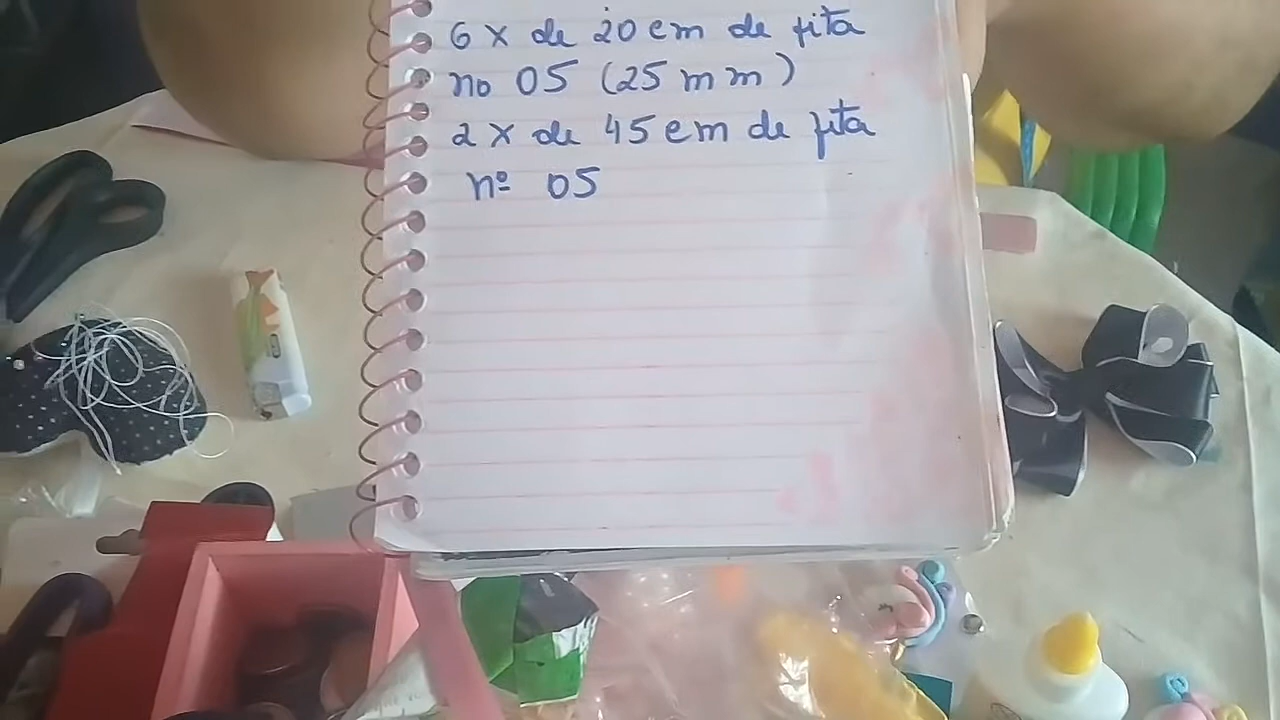 6 x de 20 cm de fita
no 05 (25 mm)
2 x de 45 cm de fita
nº 05